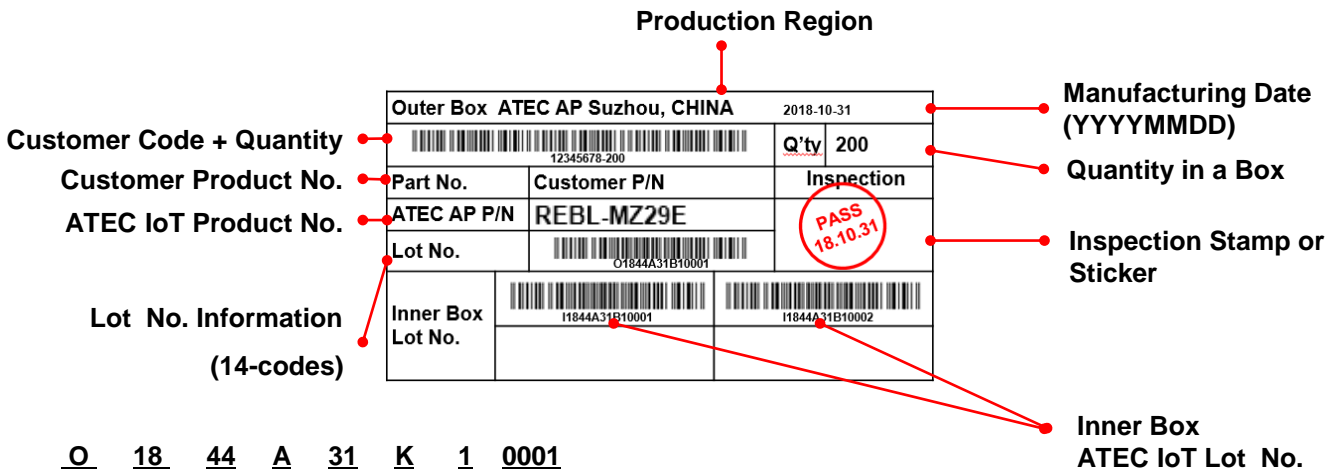 Production Region
Outer Box ATEC AP Suzhou, CHINA 2018-10-31
Manufacturing Date
(YYYYMMDD)
Customer Code + Quantity
12345678-200
Q'ty 200
Quantity in a Box
Customer Product No.
Part No. Customer P/N Inspection
ATEC IoT Product No.
ATEC AP P/N REBL-MZ29E
PASS
18.10.31
Inspection Stamp or
Sticker
Lot No.
O1844A31B10001
Lot No. Information
(14-codes)
Inner Box
Lot No.
I1844A31B10001 I1844A31B10002
Inner Box
ATEC IoT Lot No.
O 18 44 A 31 K 1 0001